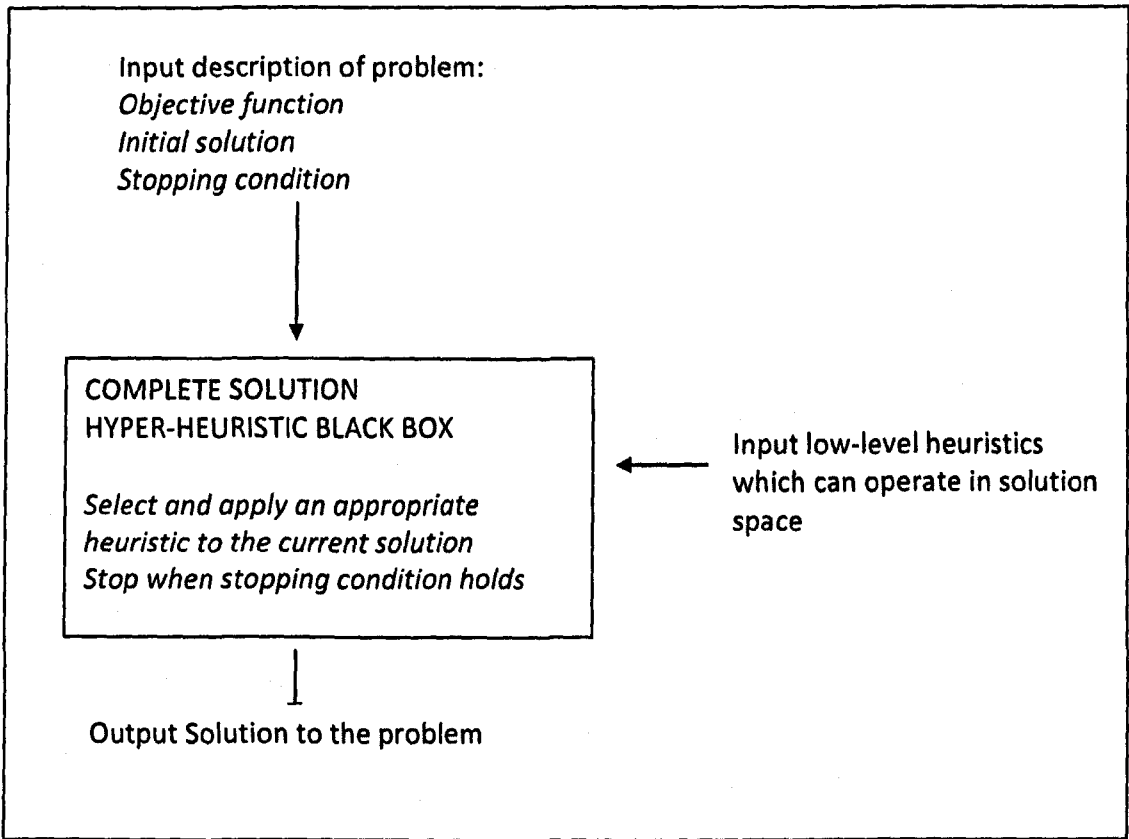 Input description of problem:
Objective function
Initial solution
Stopping condition
COMPLETE SOLUTION
HYPER-HEURISTIC BLACK BOX
Select and apply an appropriate
heuristic to the current solution
Stop when stopping condition holds
Input low-level heuristics
which can operate in solution
space
Output Solution to the problem